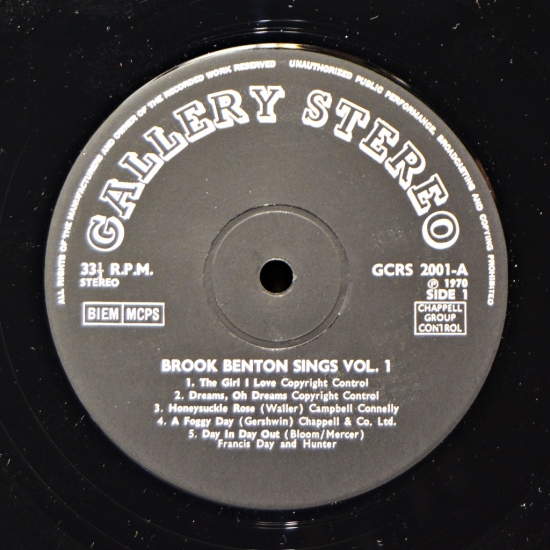 ALL RIGHTS OF THE MANUFACTURERS AND OWNER OF THE RECORDED WORK RESERVED UNAUTHORISED PUBLIC PERFORMANCE, BROADCASTING AND COPYING PROHIBITED
GALLERY STEREO
33⅓ R.P.M.
STEREO
BIEM MCPS
GCRS 2001-A
Ⓟ 1970
SIDE 1
CHAPPELL
GROUP
CONTROL
BROOK BENTON SINGS VOL. 1
1. The Girl I Love Copyright Control
2. Dreams, Oh Dreams Copyright Control
3. Honeysuckle Rose (Waller) Campbell Connelly
4. A Foggy Day (Gershwin) Chappell & Co. Ltd.
5. Day In Day Out (Bloom/Mercer)
Francis Day and Hunter